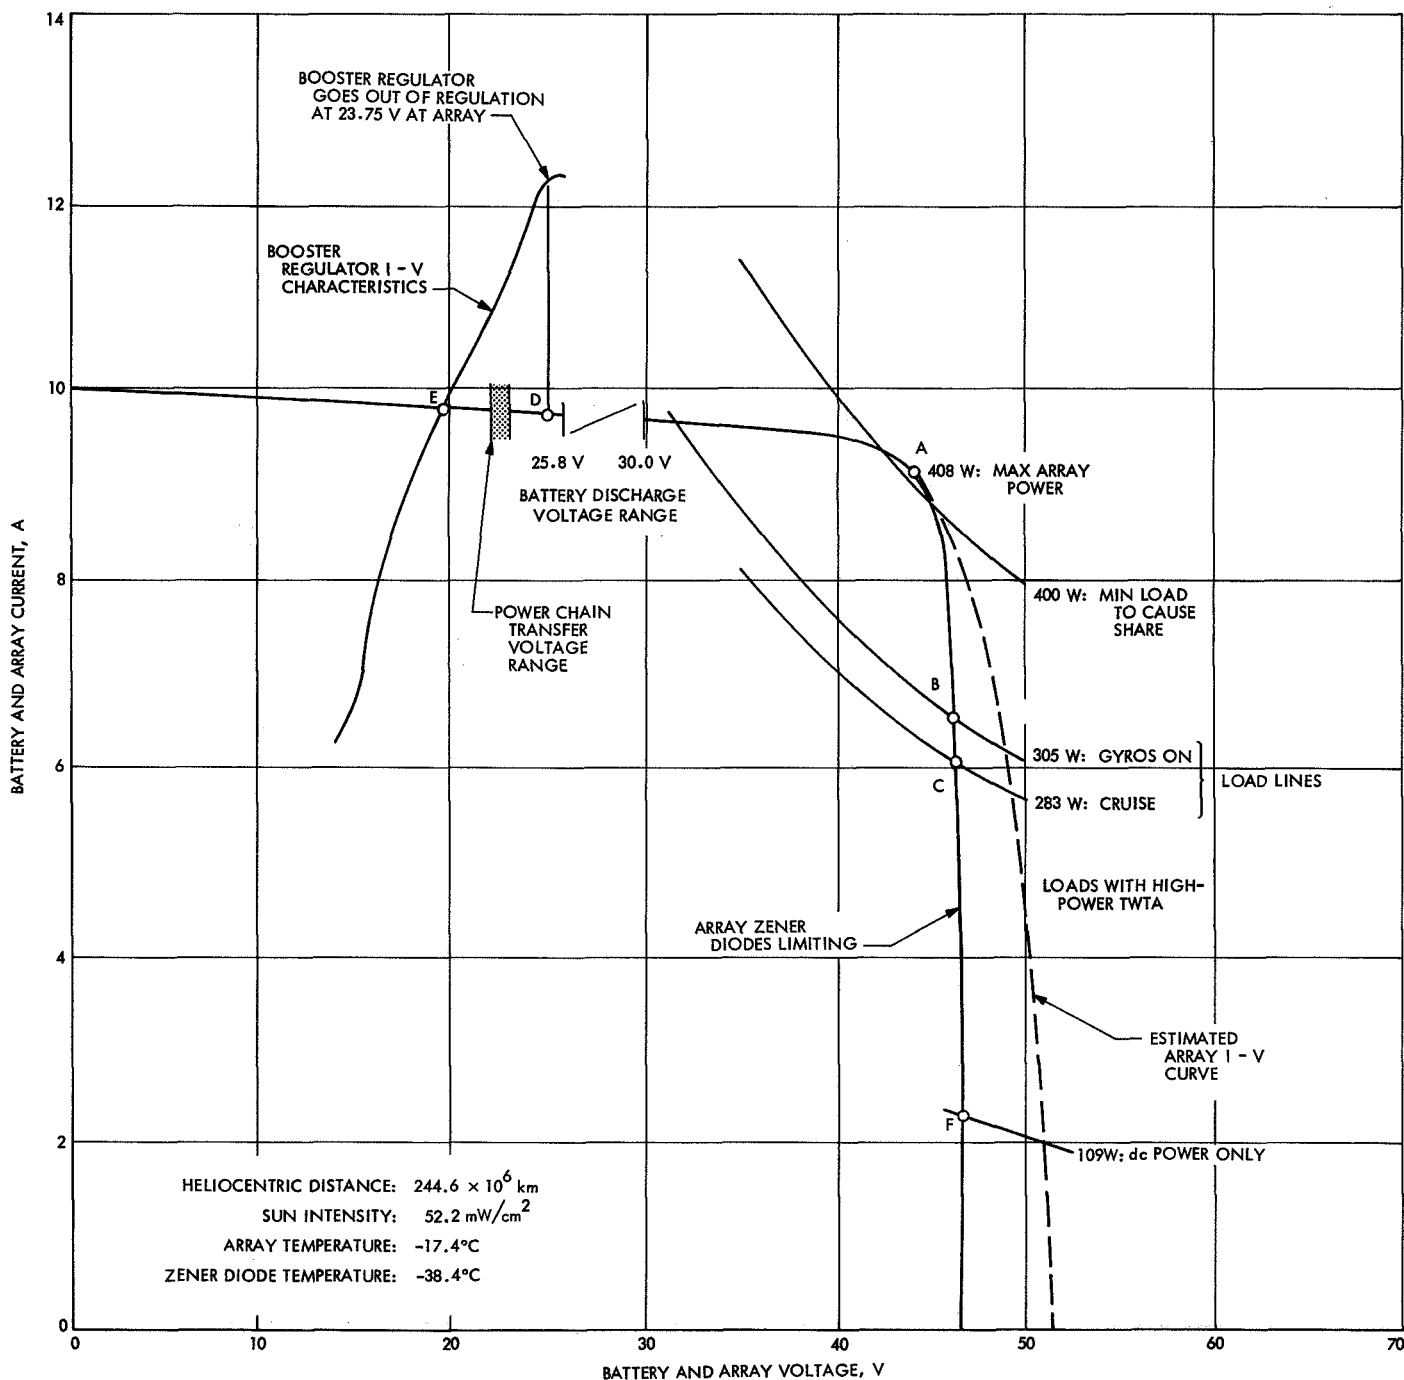 14
BOOSTER REGULATOR
GOES OUT OF REGULATION
AT 23.75 V AT ARRAY
12
BOOSTER
REGULATOR I - V
CHARACTERISTICS
10
E
D
A
25.8 V
30.0 V
408 W: MAX ARRAY
POWER
BATTERY DISCHARGE
VOLTAGE RANGE
8
400 W: MIN LOAD
TO CAUSE
SHARE
POWER CHAIN
TRANSFER
VOLTAGE
RANGE
B
6
305 W: GYROS ON
LOAD LINES
C
283 W: CRUISE
LOADS WITH HIGH-
POWER TWTA
ARRAY ZENER
DIODES LIMITING
4
ESTIMATED
ARRAY I - V
CURVE
F
2
109W: dc POWER ONLY
HELIOCENTRIC DISTANCE: 244.6 × 10⁶ km
SUN INTENSITY: 52.2 mW/cm²
ARRAY TEMPERATURE: -17.4°C
ZENER DIODE TEMPERATURE: -38.4°C
0
0 10 20 30 40 50 60 70
BATTERY AND ARRAY VOLTAGE, V
BATTERY AND ARRAY CURRENT, A